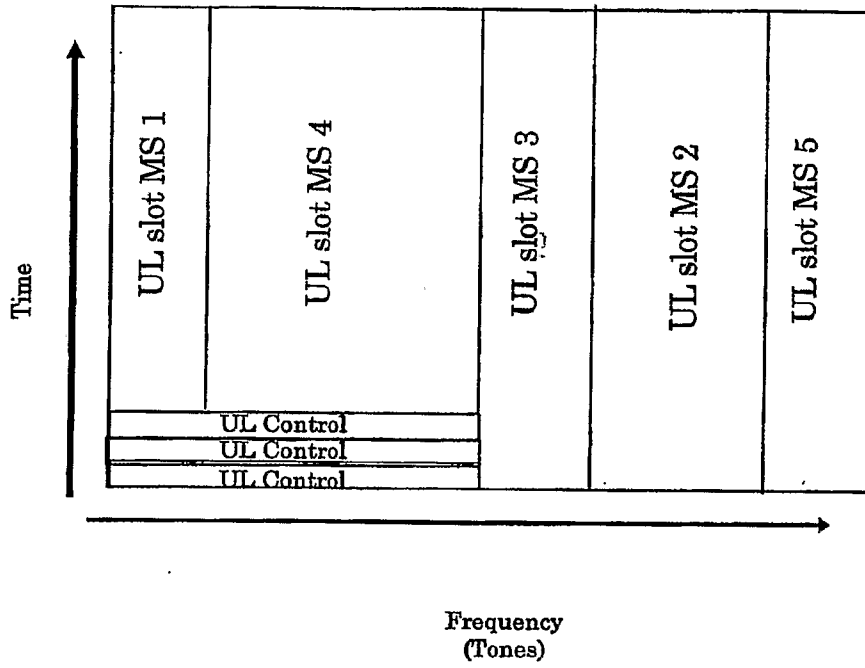 Time
UL slot MS 1
UL slot MS 4
UL slot MS 3
UL slot MS 2
UL slot MS 5
UL Control
UL Control
UL Control
Frequency
(Tones)